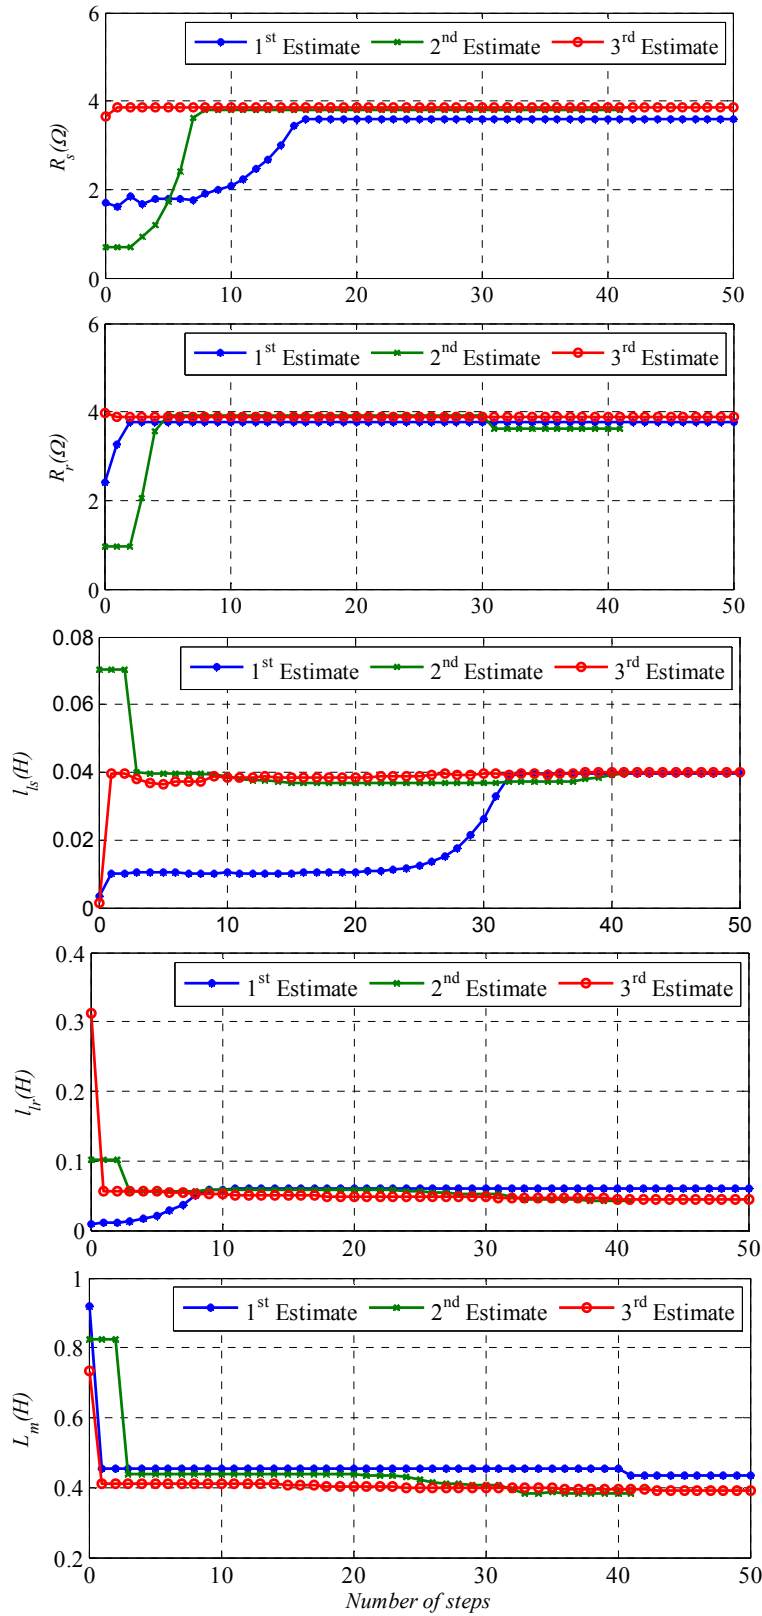 6
1st Estimate 2nd Estimate 3rd Estimate
4
Rs(Ω)
2
0
0 10 20 30 40 50
6
1st Estimate 2nd Estimate 3rd Estimate
4
Rr(Ω)
2
0
0 10 20 30 40 50
0.08
1st Estimate 2nd Estimate 3rd Estimate
0.06
lls(H)
0.04
0.02
0
0 10 20 30 40 50
0.4
1st Estimate 2nd Estimate 3rd Estimate
0.3
llr(H)
0.2
0.1
0
0 10 20 30 40 50
1
1st Estimate 2nd Estimate 3rd Estimate
0.8
Lm(H)
0.6
0.4
0.2
0 10 20 30 40 50
Number of steps